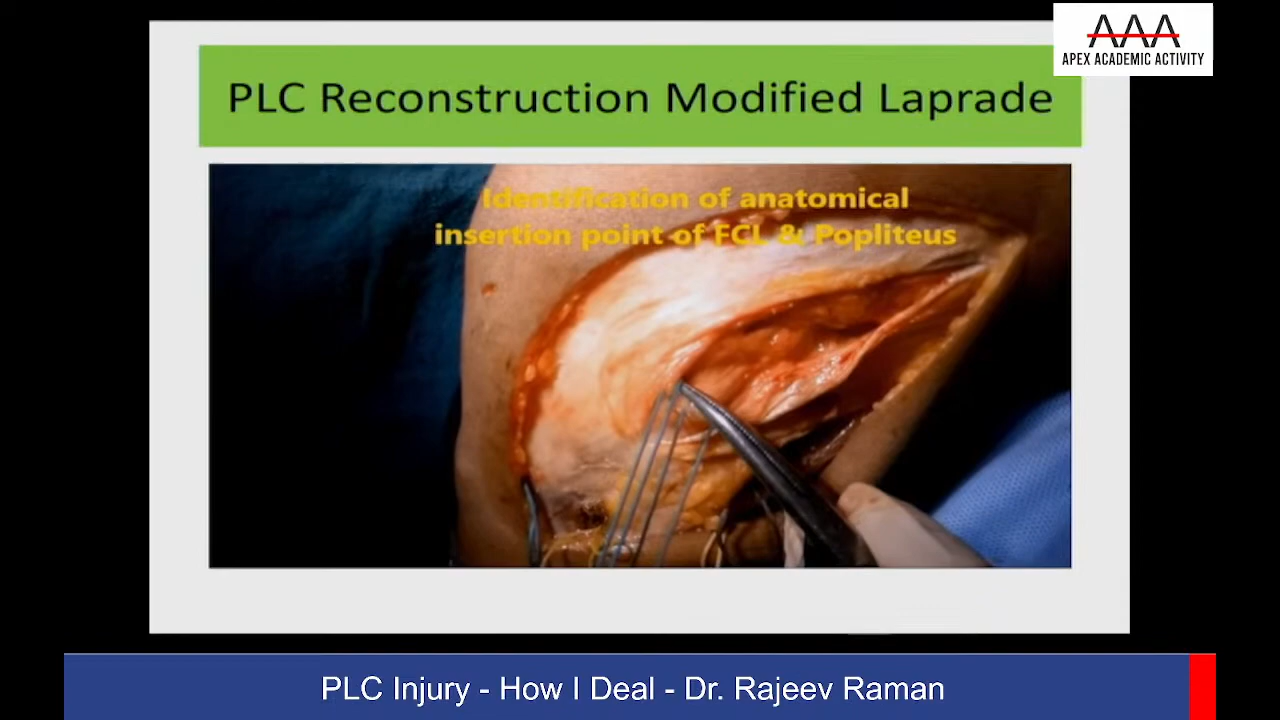 AAA
APEX ACADEMIC ACTIVITY
PLC Reconstruction Modified Laprade
Identification of anatomical
insertion point of FCL & Popliteus
PLC Injury - How I Deal - Dr. Rajeev Raman